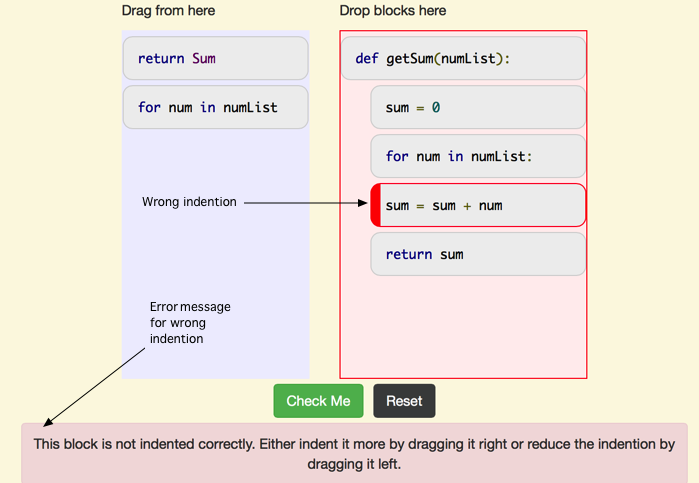 Drag from here
Drop blocks here
return Sum
for num in numList
def getSum(numList):
sum = 0
for num in numList:
sum = sum + num
return sum
Wrong indention
Error message
for wrong
indention
Check Me
Reset
This block is not indented correctly. Either indent it more by dragging it right or reduce the indention by
dragging it left.